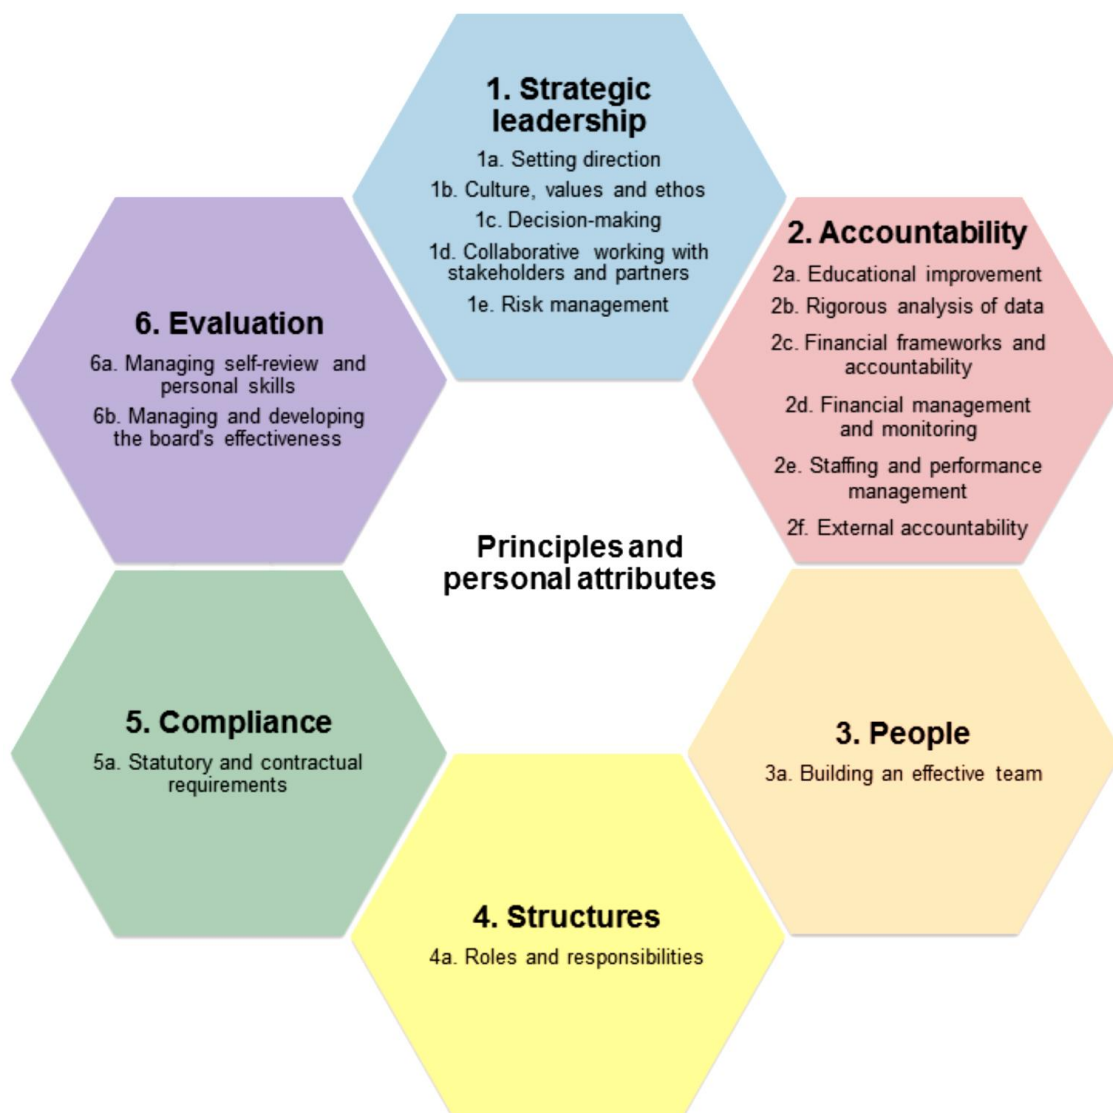 1. Strategic
leadership
1a. Setting direction
1b. Culture, values and ethos
1c. Decision-making
1d. Collaborative working with
stakeholders and partners
1e. Risk management
2. Accountability
2a. Educational improvement
2b. Rigorous analysis of data
2c. Financial frameworks and
accountability
2d. Financial management
and monitoring
2e. Staffing and performance
management
2f. External accountability
3. People
3a. Building an effective team
4. Structures
4a. Roles and responsibilities
5. Compliance
5a. Statutory and contractual
requirements
6. Evaluation
6a. Managing self-review and
personal skills
6b. Managing and developing
the board's effectiveness
Principles and
personal attributes